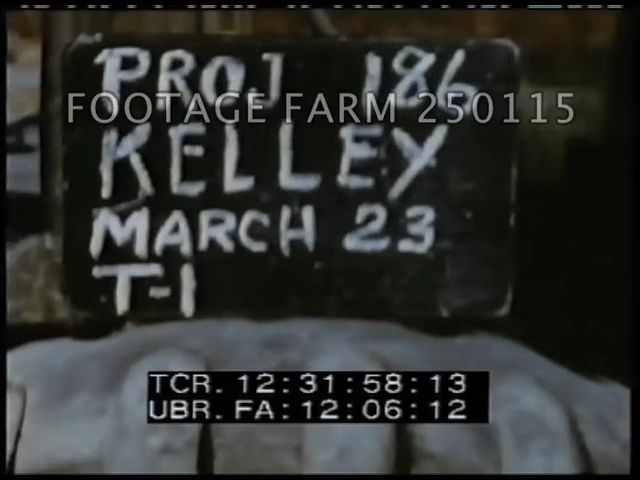 PROJ 186
FOOTAGE FARM 250115
KELLEY
MARCH 23
T-1
TCR. 12:31:58:13
UBR. FA:12:06:12